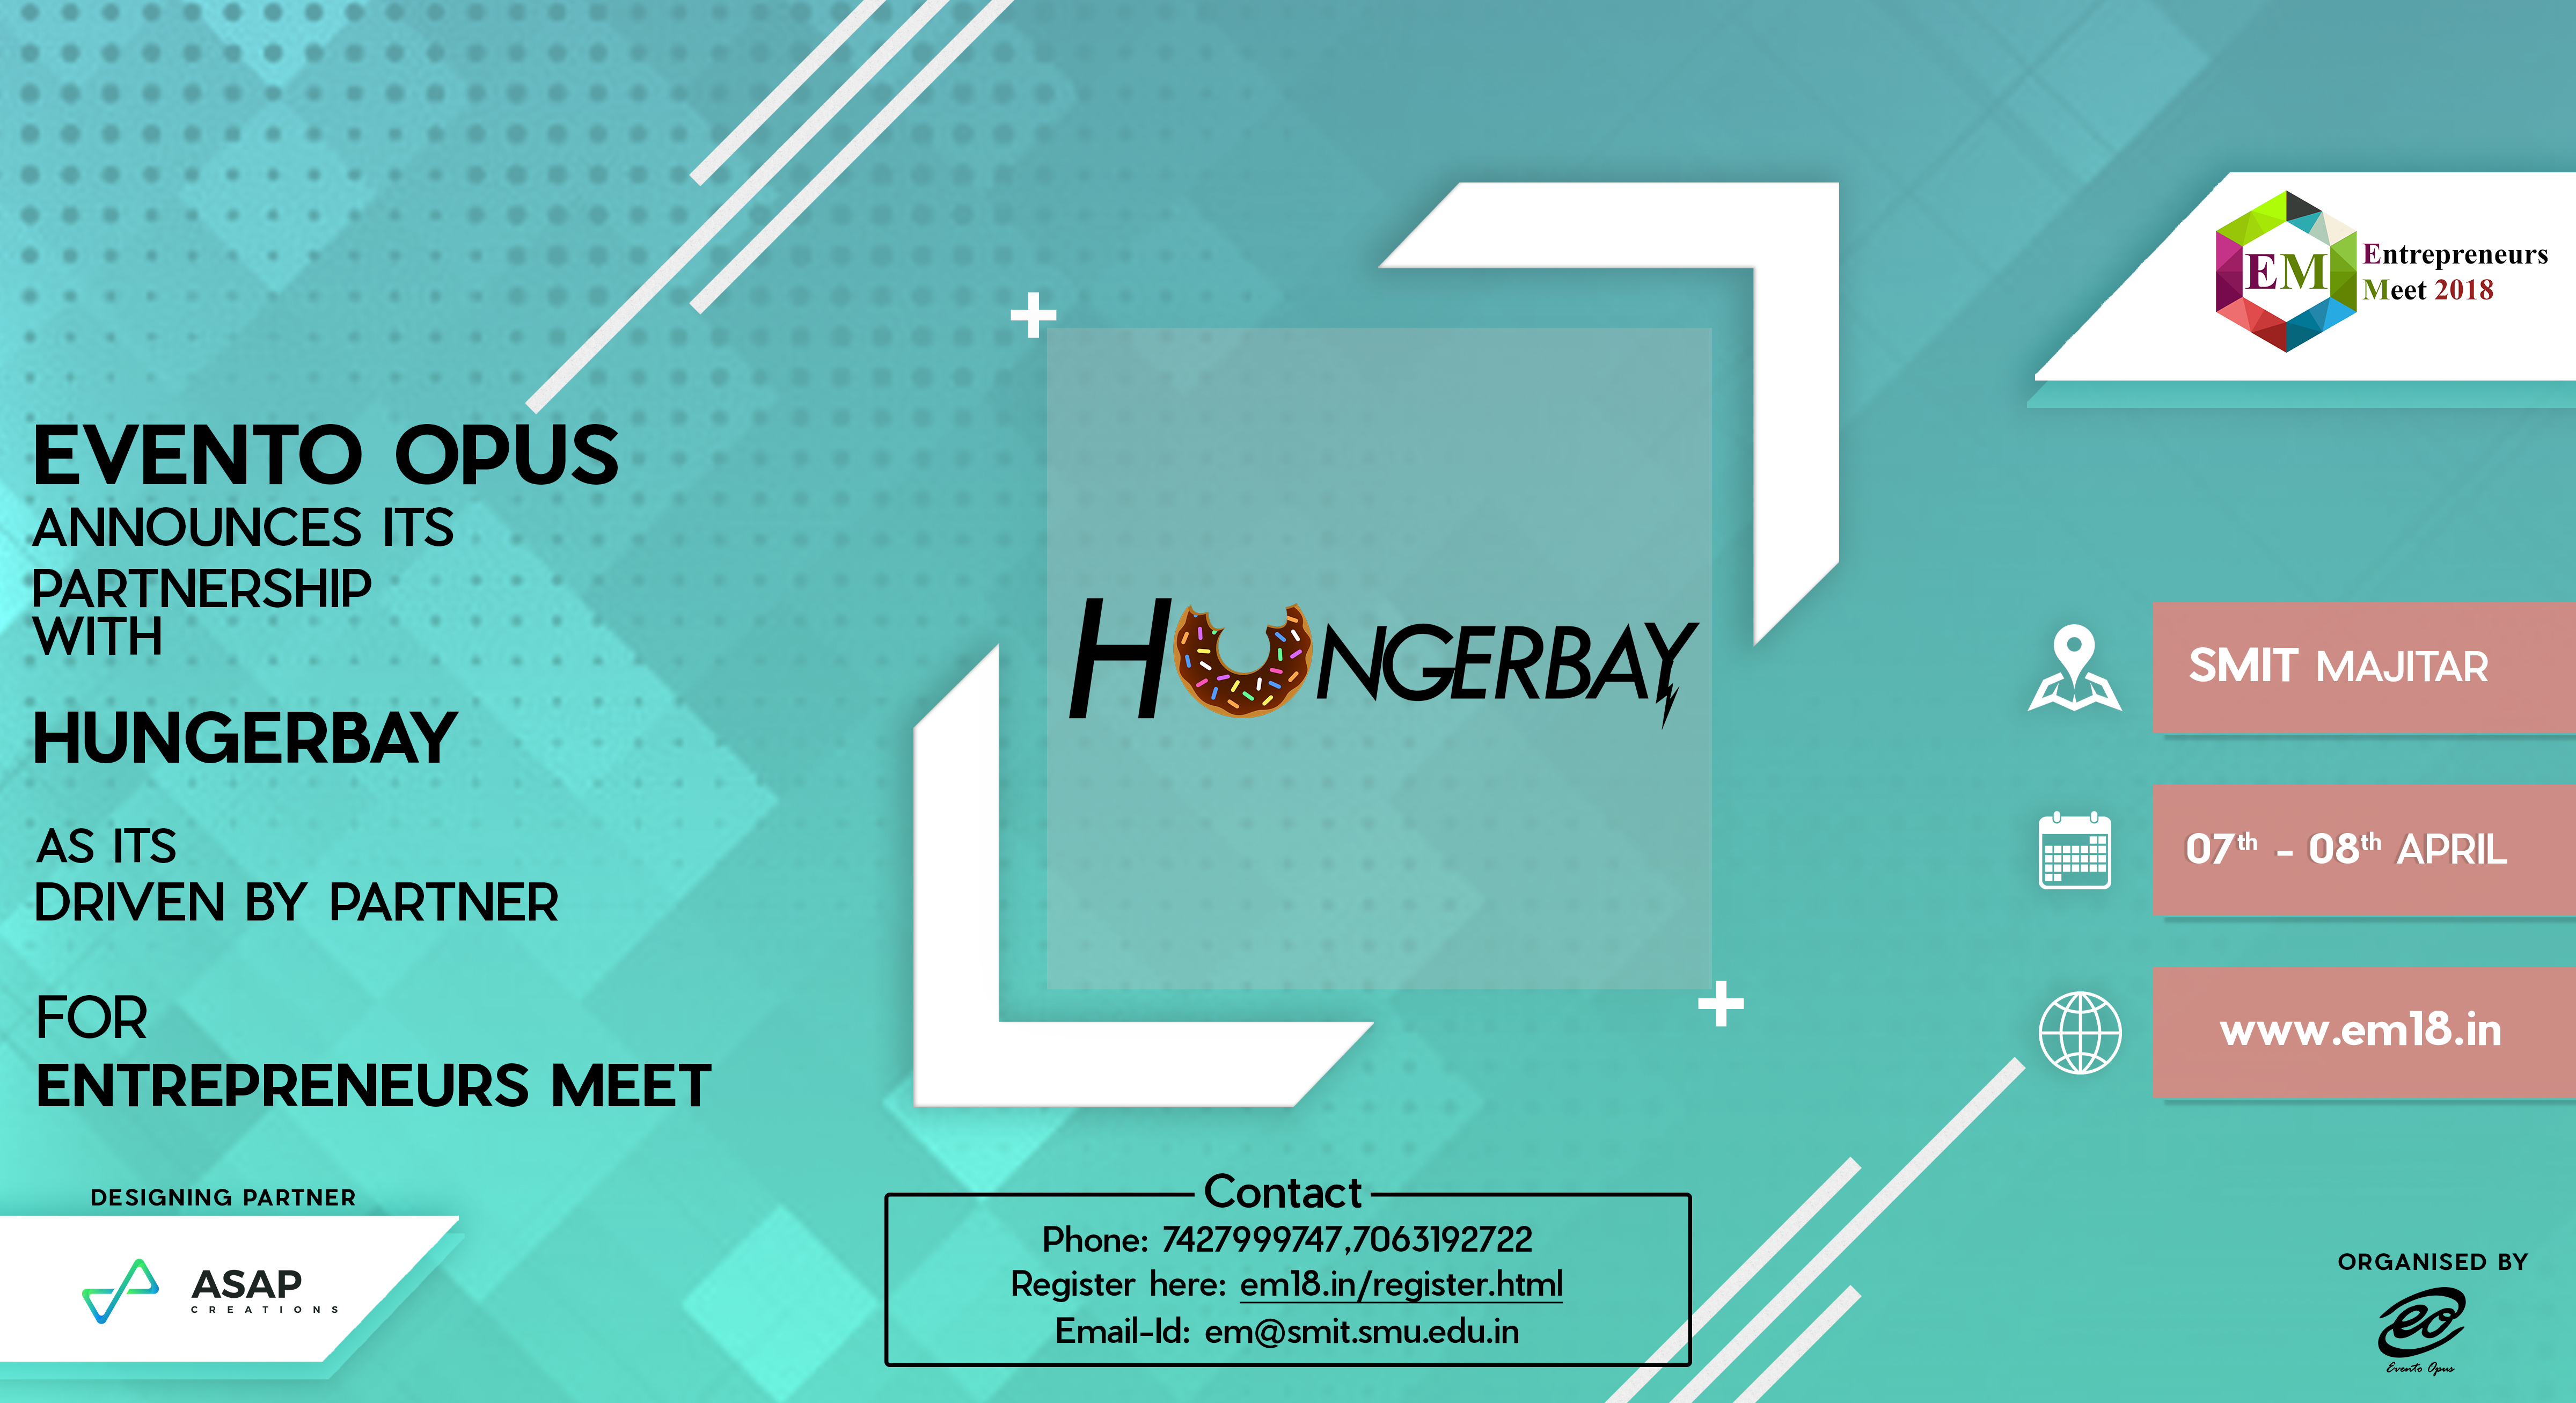 EVENTO OPUS
ANNOUNCES ITS
PARTNERSHIP
WITH
HUNGERBAY
AS ITS
DRIVEN BY PARTNER
FOR
ENTREPRENEURS MEET
DESIGNING PARTNER
ASAP
CREATIONS
HUNGERBAY
Contact
Phone: 7427999747,7063192722
Register here: em18.in/register.html
Email-Id: em@smit.smu.edu.in
EM
Entrepreneurs
Meet 2018
SMIT MAJITAR
07th - 08th APRIL
www.em18.in
ORGANISED BY
eo
Evento Opus